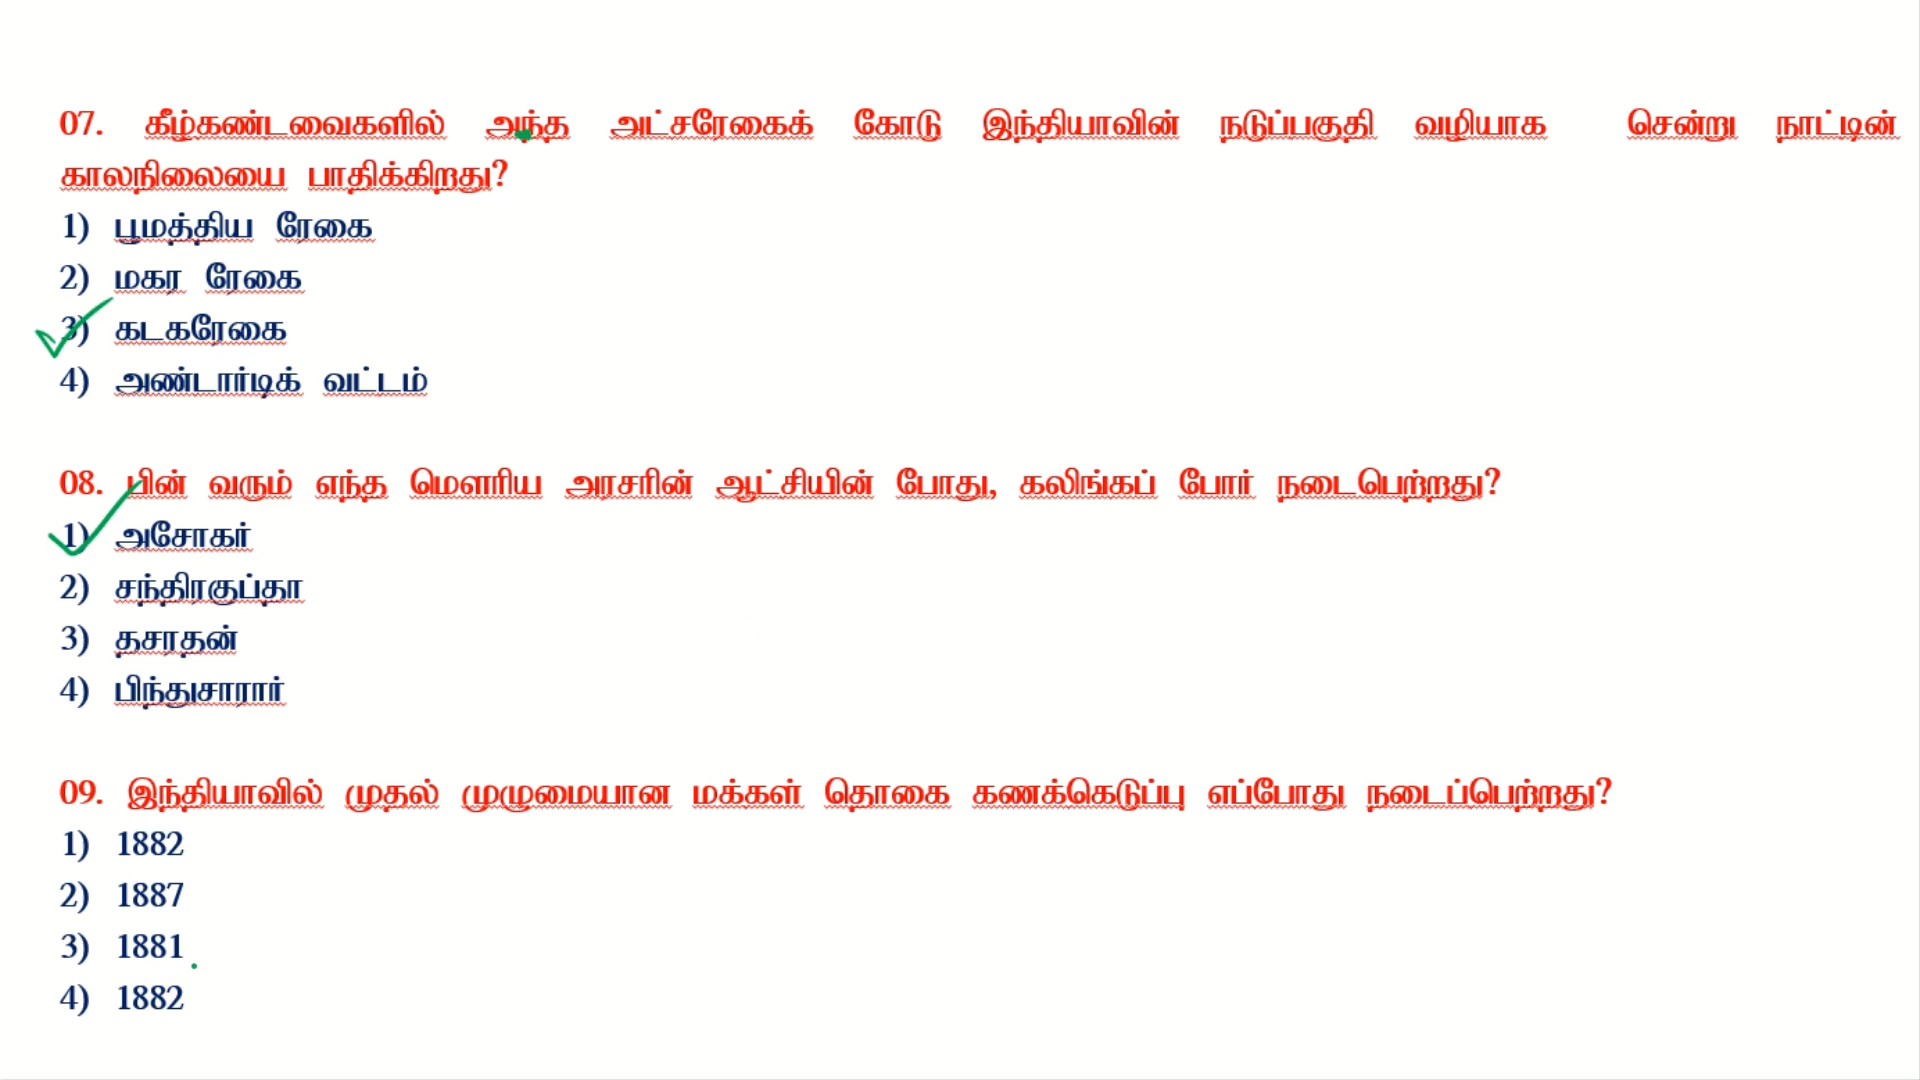 07. கீழ்கண்டவைகளில் அந்த அட்சரேகைக் கோடு இந்தியாவின் நடுப்பகுதி வழியாக சென்று நாட்டின்
காலநிலையை பாதிக்கிறது?
1) பூமத்திய ரேகை
2) மகர ரேகை
3) கடகரேகை
4) அண்டார்டிக் வட்டம்
08. பின் வரும் எந்த மௌரிய அரசரின் ஆட்சியின் போது, கலிங்கப் போர் நடைபெற்றது?
1) அசோகர்
2) சந்திரகுப்தா
3) தசரதன்
4) பிந்துசாரார்
09. இந்தியாவில் முதல் முழுமையான மக்கள் தொகை கணக்கெடுப்பு எப்போது நடைப்பெற்றது?
1) 1882
2) 1887
3) 1881
4) 1882